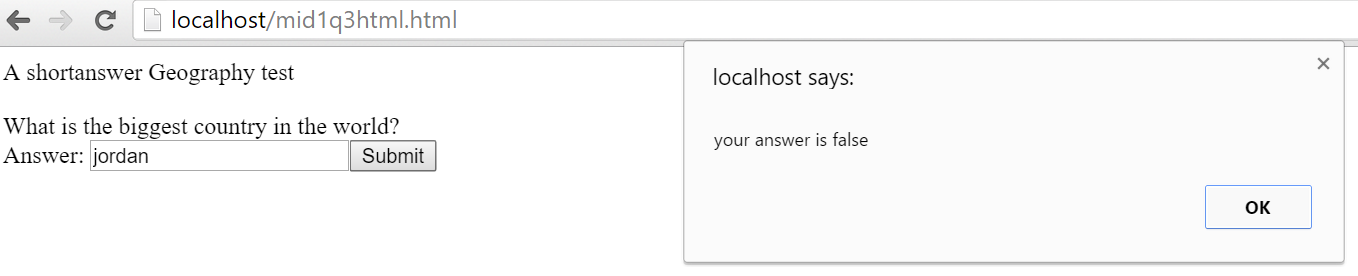 localhost/mid1q3html.html
A shortanswer Geography test
What is the biggest country in the world?
Answer: jordan Submit
localhost says:
your answer is false
OK